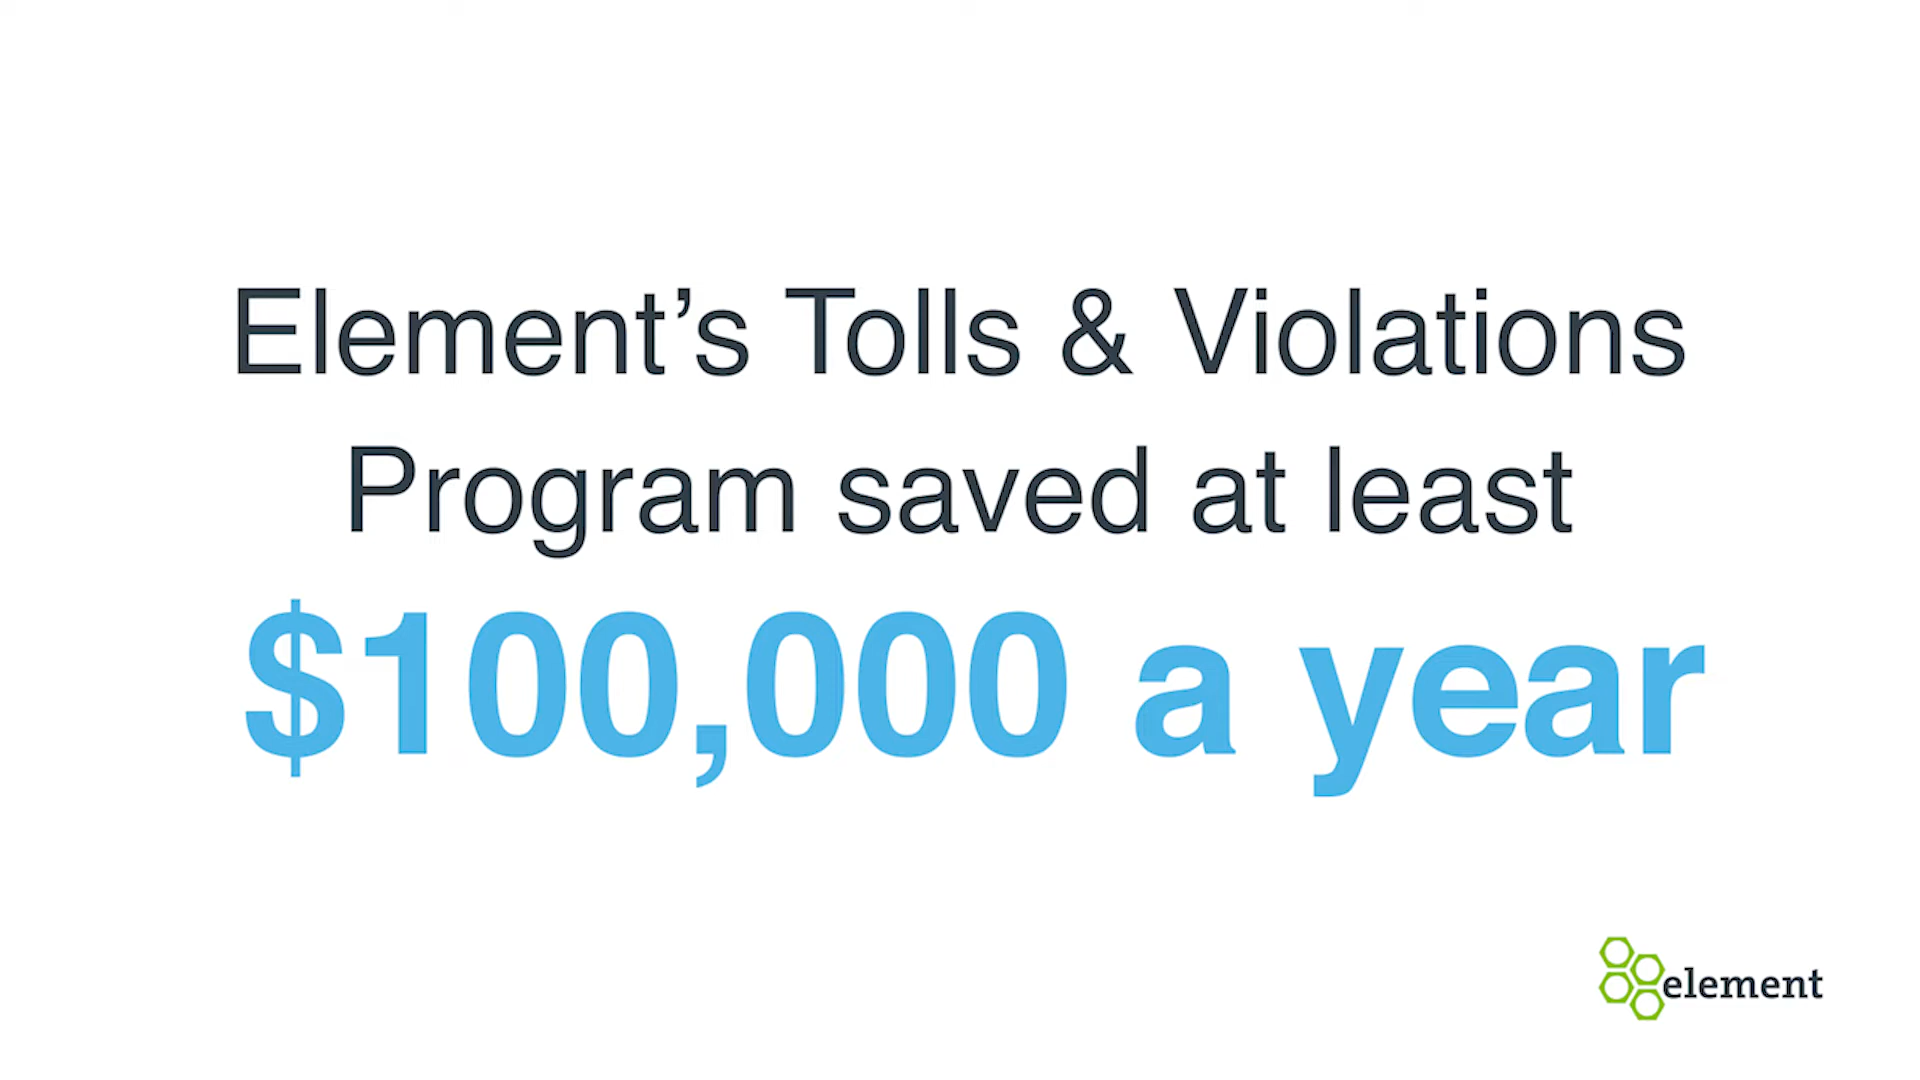 Element’s Tolls & Violations
Program saved at least
$100,000 a year
element